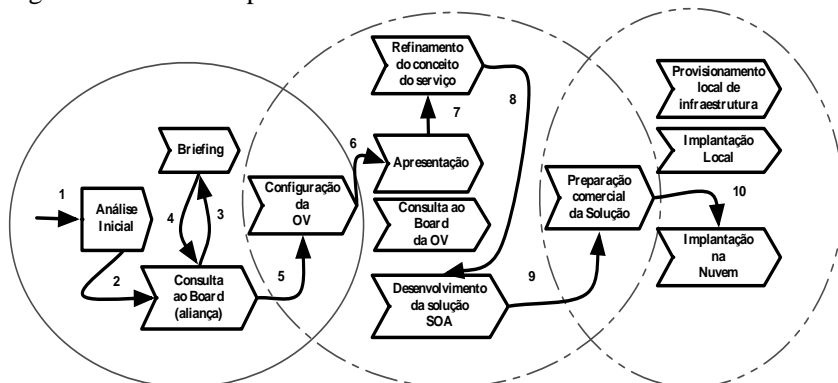 1
Análise
Inicial
2
Briefing
4
3
Consulta
ao Board
(aliança)
5
Configuração
da
OV
6
Refinamento
do conceito
do serviço
7
8
Apresentação
Consulta ao
Board
da OV
Desenvolvimento
da solução
SOA
9
Preparação
comercial
da Solução
Provisionamento
local de
infraestrutura
Implantação
Local
10
Implantação
na
Nuvem